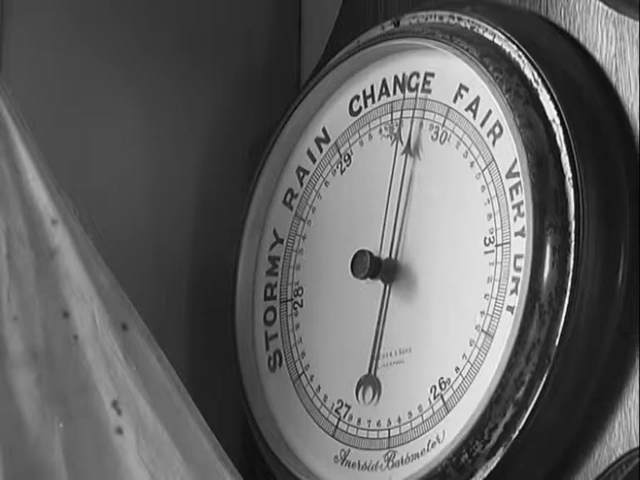 STORMY RAIN CHANGE FAIR VERY DRY
26 27 28 29 30 31
Aneroid Barometer